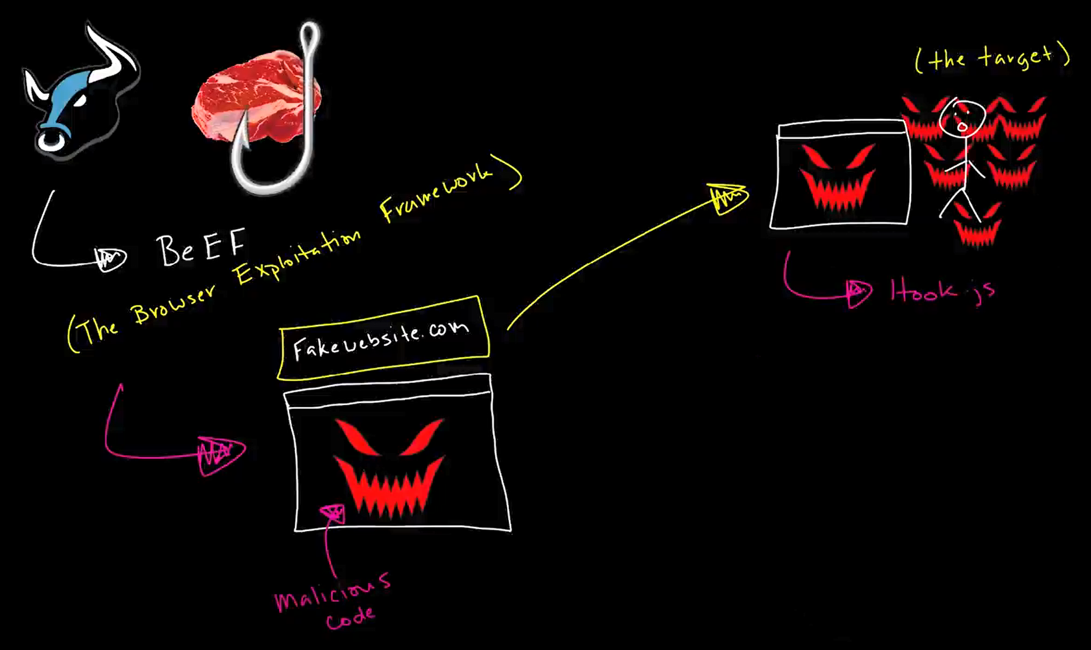 (the target)
BeEF
(The Browser Exploitation Framework)
Hook.js
Fakewebsite.com
Malicious
code